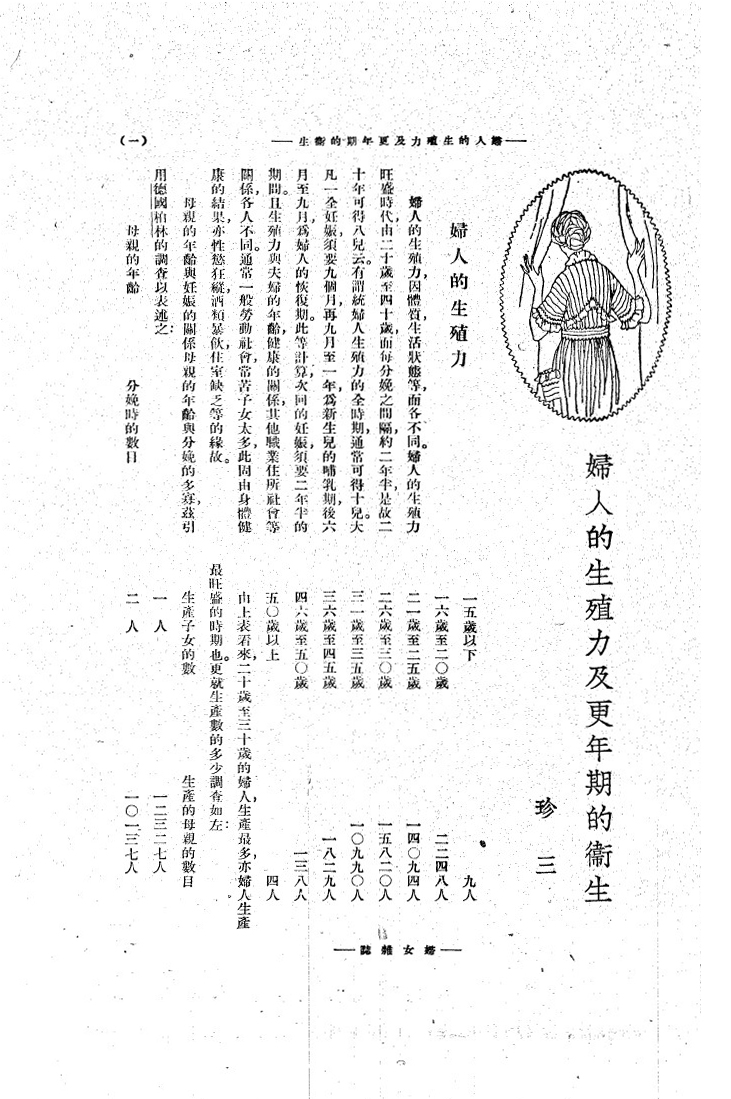 婦人的生殖力及更年期的衞生
珍三
婦人的生殖力
婦人的生殖力，因體質，生活狀態等，而各不同。婦人的生殖力
旺盛時代，由二十歲至四十歲，而每分娩之間隔，約二年半，是故二
十年可得八兒云。有謂統婦人生殖力的全時期，通常可得十兒。大
凡一全妊娠，須要九個月，再九月至一年，爲新生兒的哺乳期，後六
月至九月，爲婦人的恢復期。此等計算，次回的妊娠，須要二年半的
期間。且生殖力與夫婦的年齡，健康的關係，其他職業住所社會等
關係，各人不同。通常一般勞動社會，常苦子女太多，此固由身體健
康的結果，亦性慾狂縱，酒類暴飲，住室缺乏等的緣故。
母親的年齡與妊娠的關係，母親的年齡與分娩的多寡，茲引
用德國柏林的調查以表述之：
母親的年齡　分娩時的數目
一五歲以下　九人
一六歲至二〇歲　二二四八人
二一歲至二五歲　一四〇九四人
二六歲至三〇歲　一五八二〇人
三一歲至三五歲　一〇九九〇人
三六歲至四五歲　一八二九人
四六歲至五〇歲　一三八人
五〇歲以上　四人
由上表看來，二十歲至三十歲的婦人，生產最多，亦婦人生產
最旺盛的時期也。更就生產數的多少調查如左：
生產子女的數　生產的母親的數目
一人　一二三二七人
二人　一〇一三七人
——婦人的生殖力及更年期的衞生——
（一）
——婦女雜誌——